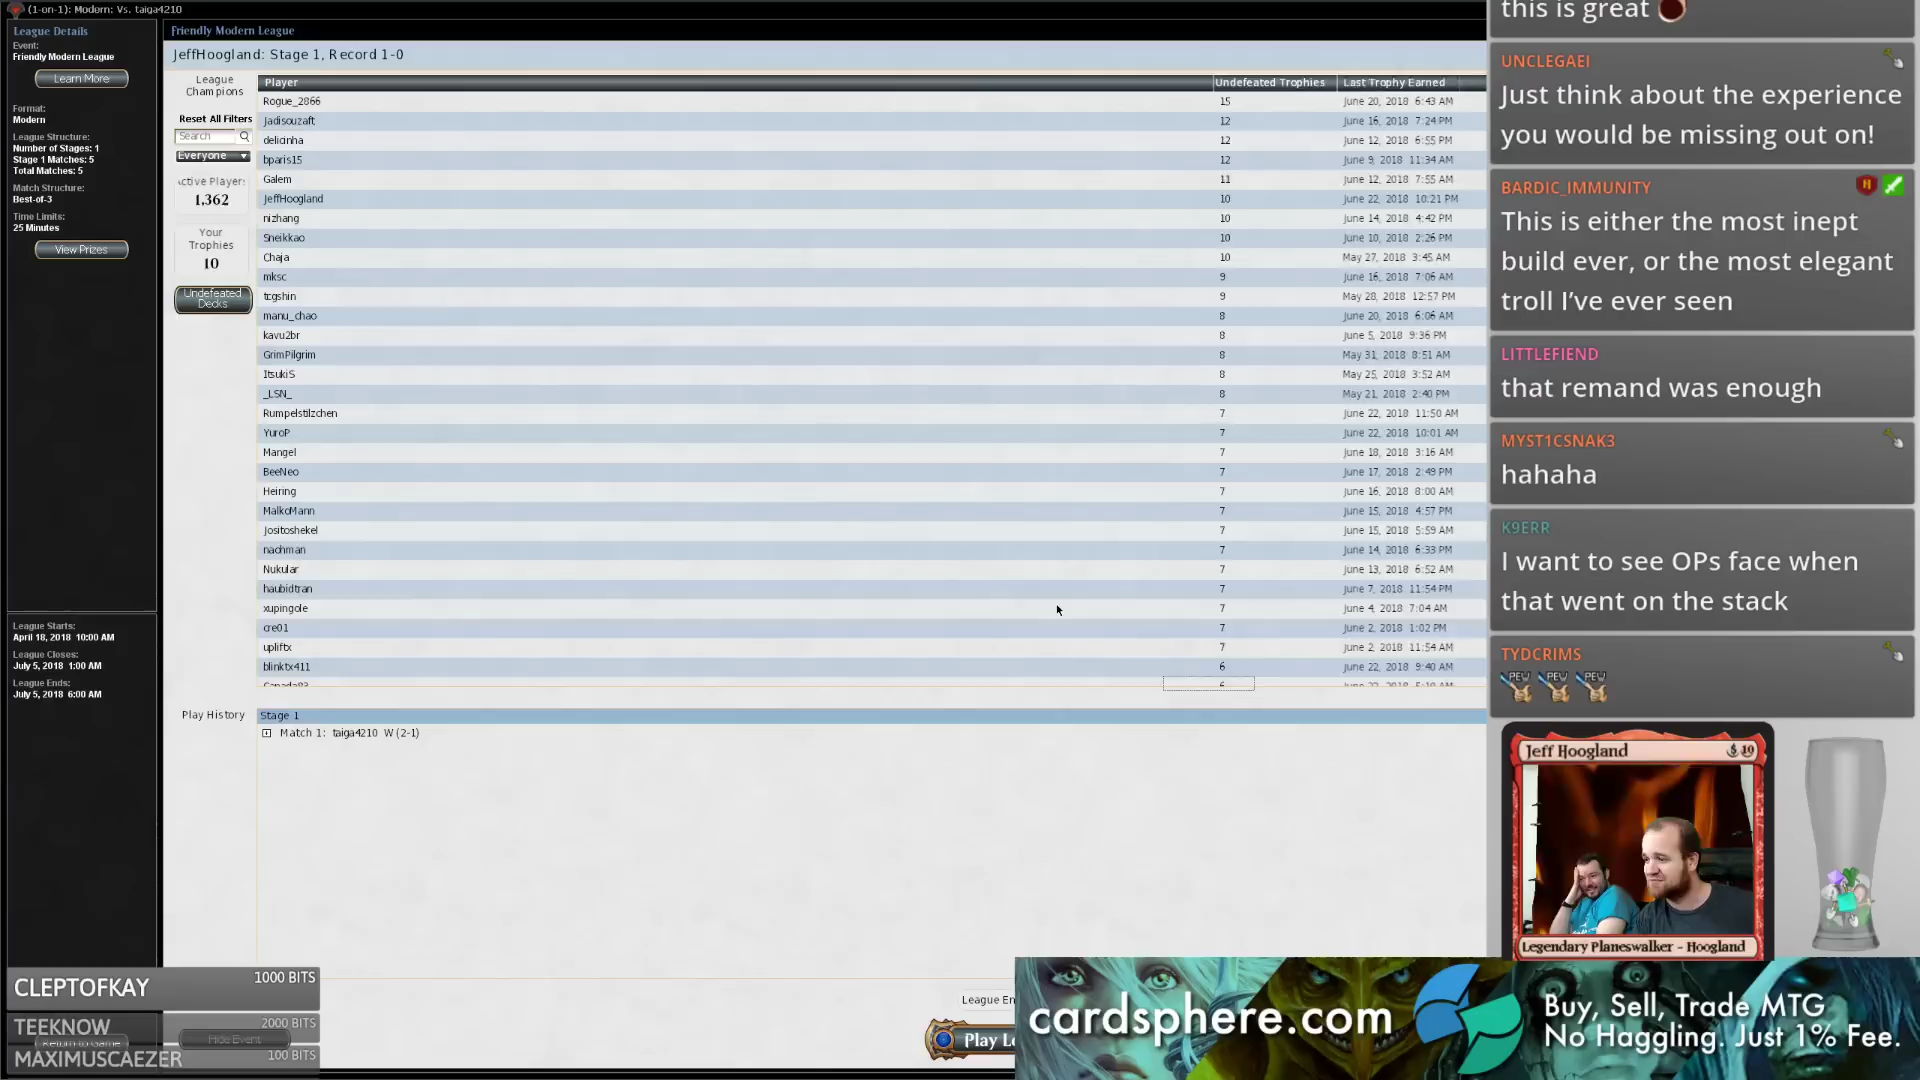 (1-on-1): Modern: Vs. taiga4210
League Details
Event:
Friendly Modern League
Learn More
Format:
Modern
League Structure:
Number of Stages: 1
Stage 1 Matches: 5
Total Matches: 5
Match Structure:
Best-of-3
Time Limits:
25 Minutes
View Prizes
League Starts:
April 18, 2018 10:00 AM
League Closes:
July 5, 2018 1:00 AM
League Ends:
July 5, 2018 6:00 AM
Friendly Modern League
JeffHoogland: Stage 1, Record 1-0
League
Champions
Reset All Filters
Search
Everyone
ctive Player
1,362
Your
Trophies
10
Undefeated
Decks
Player Undefeated Trophies Last Trophy Earned
Rogue_2866 15 June 20, 2018 6:43 AM
Jadisouzaft 12 June 16, 2018 7:24 PM
delicinha 12 June 12, 2018 6:55 PM
bparis15 12 June 9, 2018 11:34 AM
Galem 11 June 12, 2018 7:55 AM
JeffHoogland 10 June 22, 2018 10:21 PM
nizhang 10 June 14, 2018 4:42 PM
Sneikkao 10 June 10, 2018 2:26 PM
Chaja 10 May 27, 2018 3:45 AM
mksc 9 June 16, 2018 7:06 AM
tcgshin 9 May 28, 2018 12:57 PM
manu_chao 8 June 20, 2018 6:06 AM
kavu2br 8 June 5, 2018 9:36 PM
GrimPilgrim 8 May 31, 2018 8:51 AM
ItsukiS 8 May 25, 2018 3:52 AM
_LSN_ 8 May 21, 2018 2:40 PM
Rumpelstilzchen 7 June 22, 2018 11:50 AM
YuroP 7 June 22, 2018 10:01 AM
Mangel 7 June 18, 2018 3:16 AM
BeeNeo 7 June 17, 2018 2:49 PM
Heiring 7 June 16, 2018 8:00 AM
MalkoMann 7 June 15, 2018 4:57 PM
Jositoshekel 7 June 15, 2018 5:59 AM
nachman 7 June 14, 2018 6:33 PM
Nukular 7 June 13, 2018 6:52 AM
haubidtran 7 June 7, 2018 11:54 PM
xupingole 7 June 4, 2018 7:04 AM
cre01 7 June 2, 2018 1:02 PM
upliftx 7 June 2, 2018 11:54 AM
blinktx411 6 June 22, 2018 9:40 AM
Play History
Stage 1
Match 1: taiga4210 W (2-1)
League En
Play Le
CLEPTOFKAY 1000 BITS
TEEKNOW 2000 BITS
Return to Game
Hide Event
MAXIMUSCAEZER 100 BITS
this is great
UNCLEGAEI
Just think about the experience
you would be missing out on!
BARDIC_IMMUNITY
This is either the most inept
build ever, or the most elegant
troll I've ever seen
LITTLEFIEND
that remand was enough
MYST1CSNAK3
hahaha
K9ERR
I want to see OPs face when
that went on the stack
TYDCRIMS
PEW PEW PEW
Jeff Hoogland 10
Legendary Planeswalker - Hoogland
cardsphere.com
Buy, Sell, Trade MTG
No Haggling. Just 1% Fee.